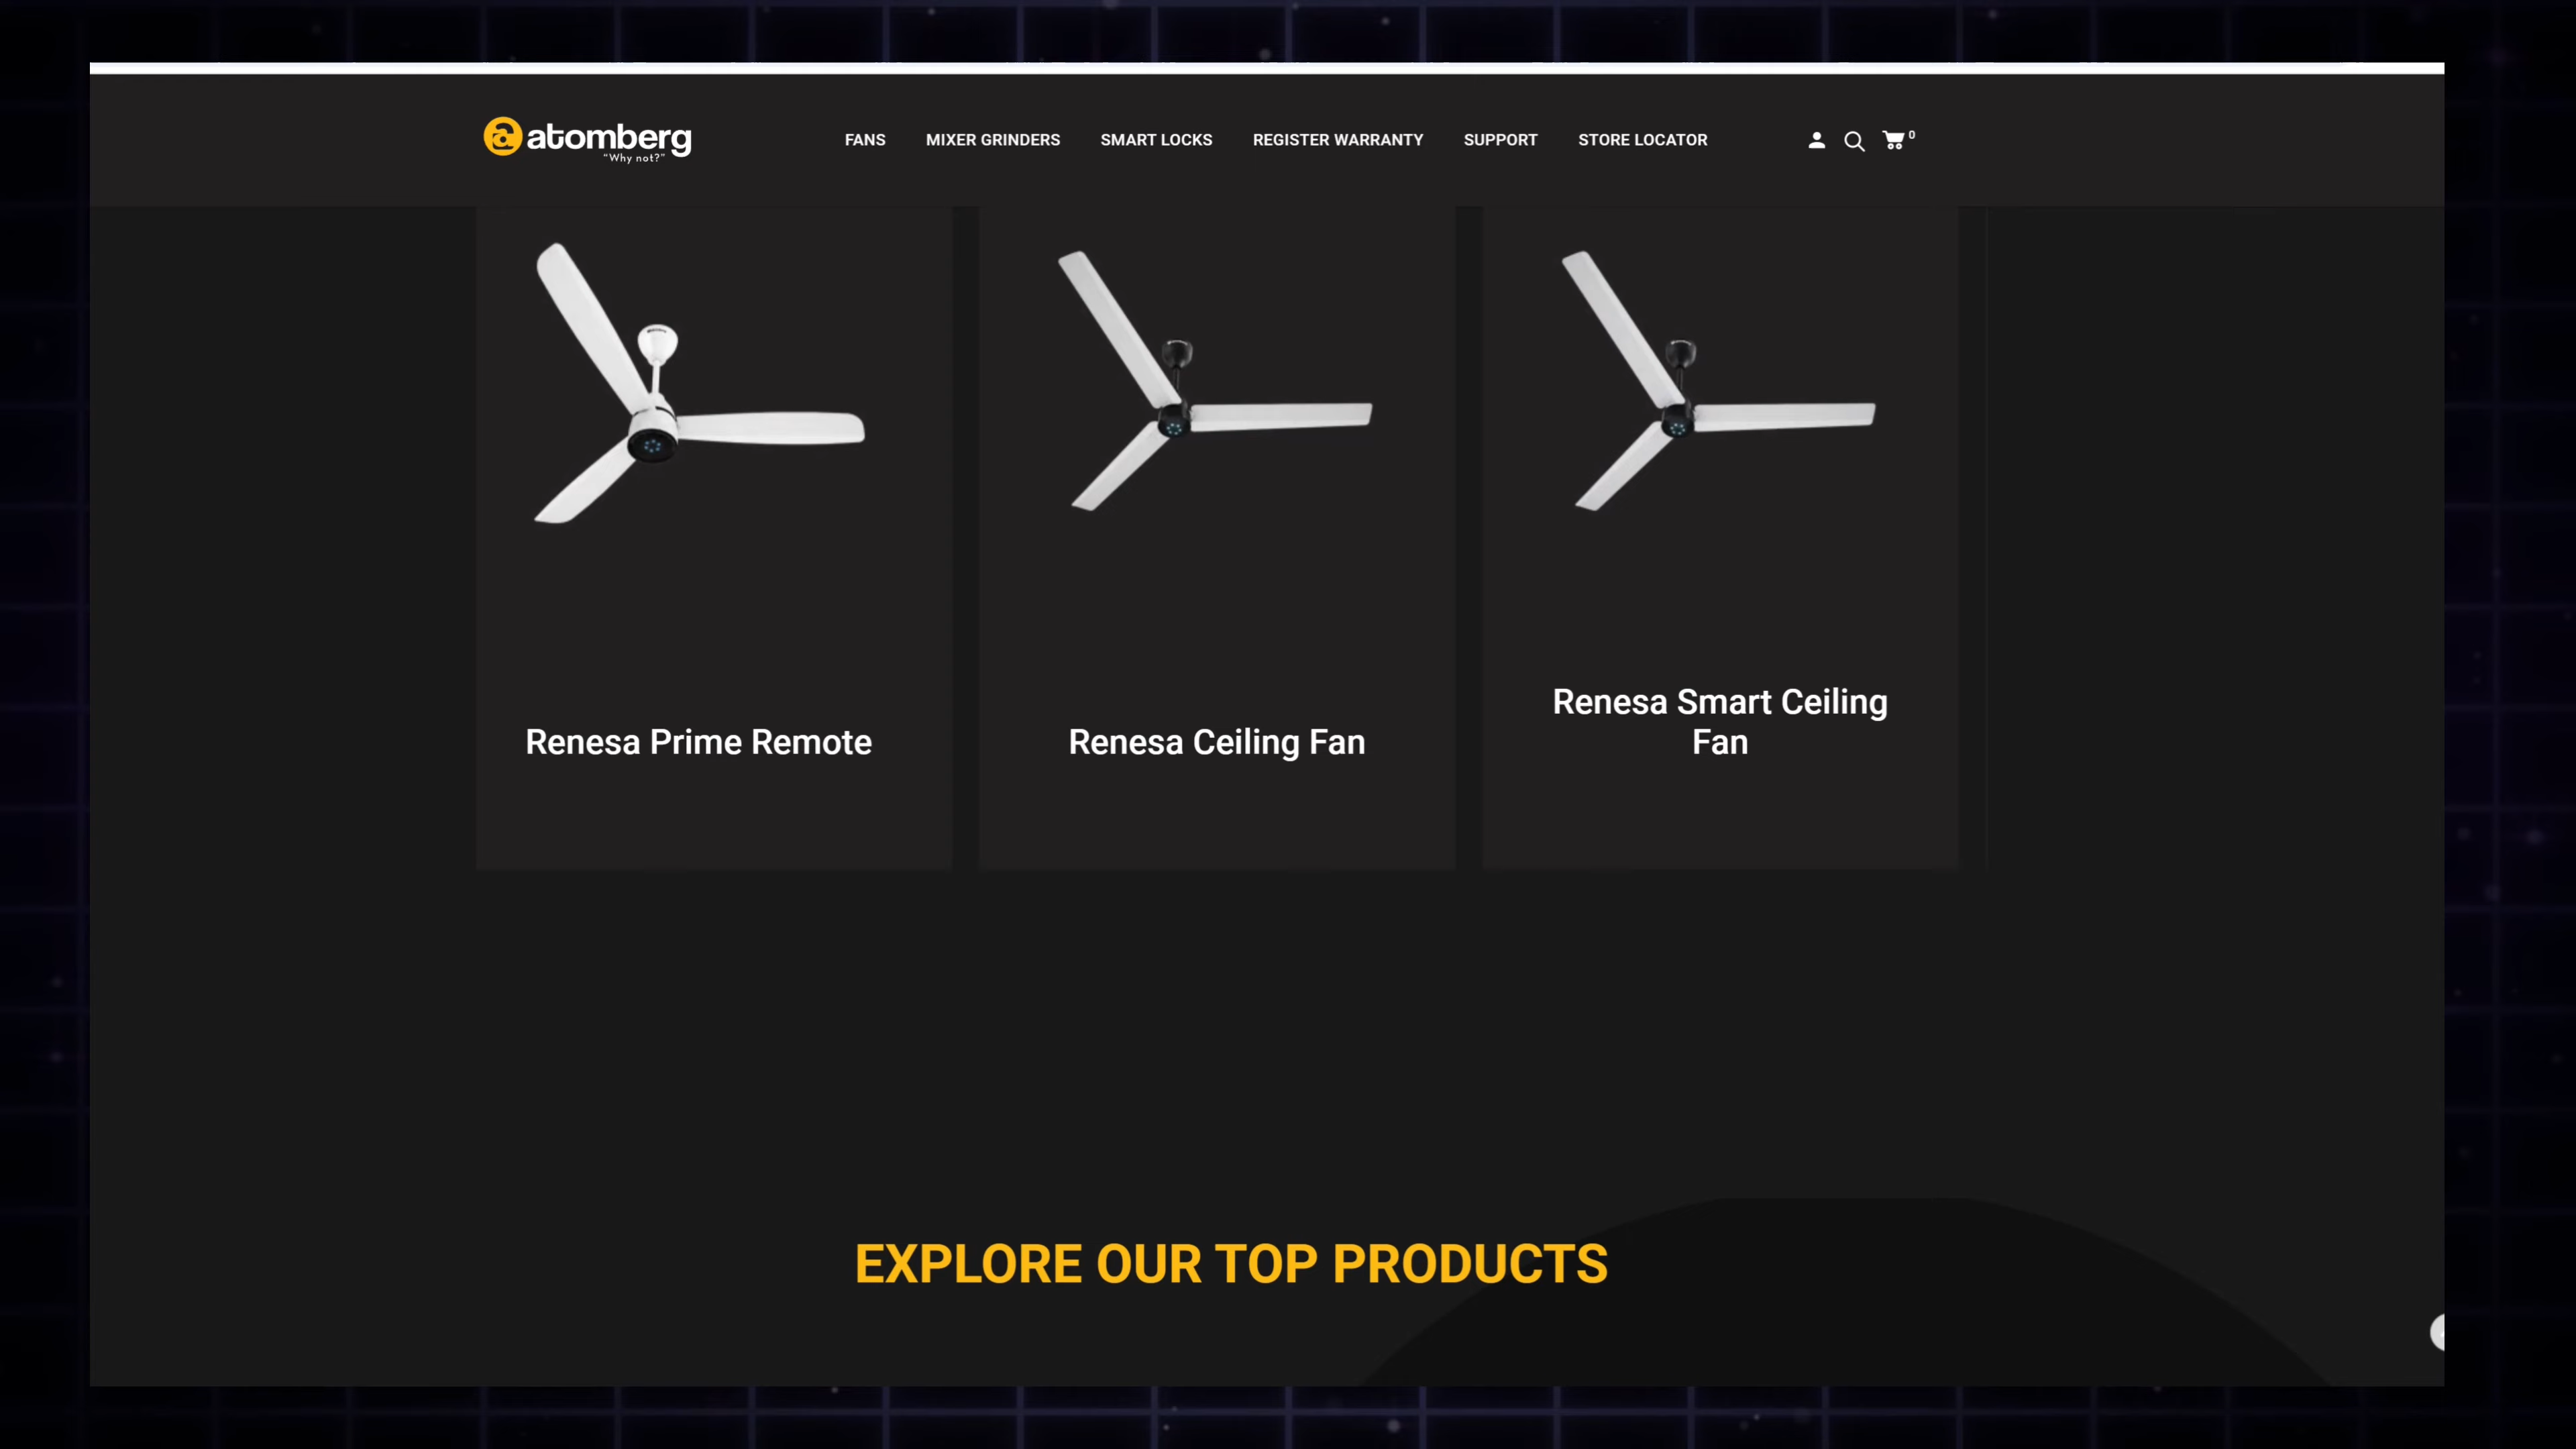 atomberg
"Why not?"
FANS MIXER GRINDERS SMART LOCKS REGISTER WARRANTY SUPPORT STORE LOCATOR
0
Renesa Prime Remote
Renesa Ceiling Fan
Renesa Smart Ceiling
Fan
EXPLORE OUR TOP PRODUCTS